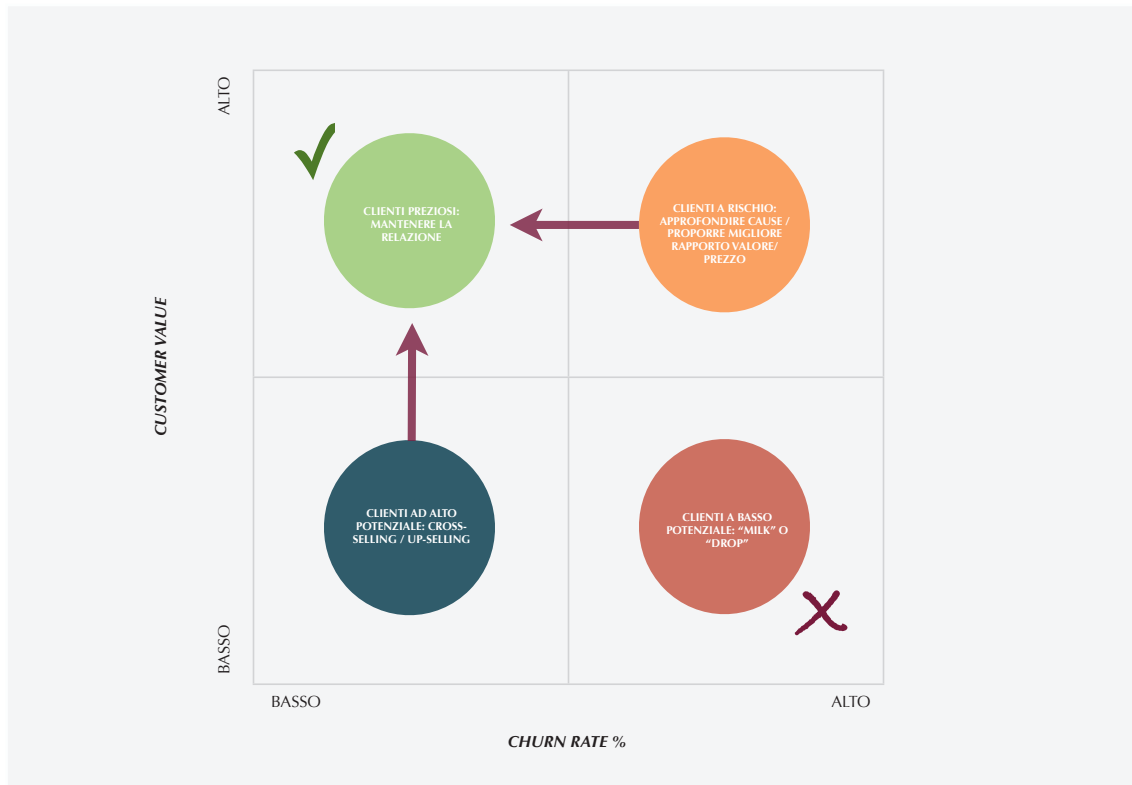 ALTO
CLIENTI PREZIOSI:
MANTENERE LA
RELAZIONE
CLIENTI A RISCHIO:
APPROFONDIRE CAUSE /
PROPORRE MIGLIORE
RAPPORTO VALORE/
PREZZO
CUSTOMER VALUE
CLIENTI AD ALTO
POTENZIALE: CROSS-
SELLING / UP-SELLING
CLIENTI A BASSO
POTENZIALE: “MILK” O
“DROP”
BASSO
BASSO
ALTO
CHURN RATE %